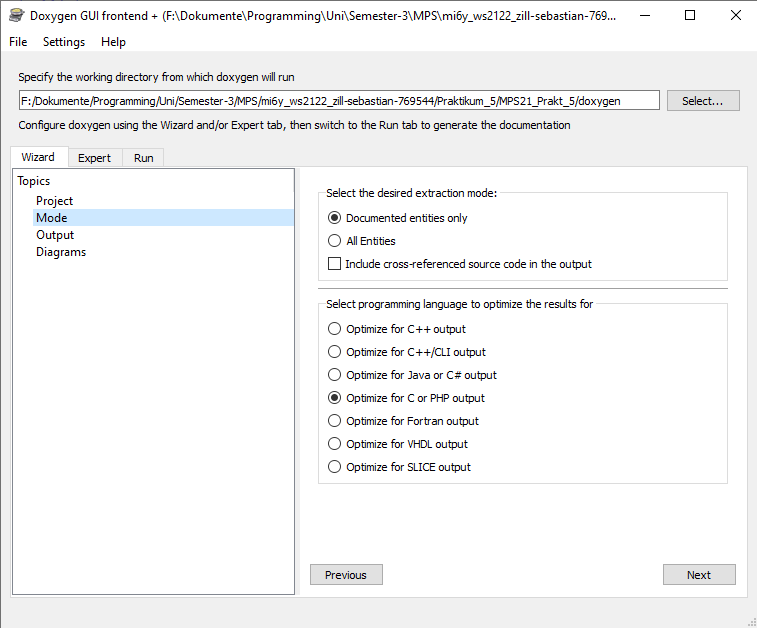 Doxygen GUI frontend + (F:\Dokumente\Programming\Uni\Semester-3\MPS\mi6y_ws2122_zill-sebastian-769...
File Settings Help
Specify the working directory from which doxygen will run
F:/Dokumente/Programming/Uni/Semester-3/MPS/mi6y_ws2122_zill-sebastian-769544/Praktikum_5/MPS21_Prakt_5/doxygen
Select...
Configure doxygen using the Wizard and/or Expert tab, then switch to the Run tab to generate the documentation
Wizard Expert Run
Topics
Project
Mode
Output
Diagrams
Select the desired extraction mode:
Documented entities only
All Entities
Include cross-referenced source code in the output
Select programming language to optimize the results for
Optimize for C++ output
Optimize for C++/CLI output
Optimize for Java or C# output
Optimize for C or PHP output
Optimize for Fortran output
Optimize for VHDL output
Optimize for SLICE output
Previous
Next